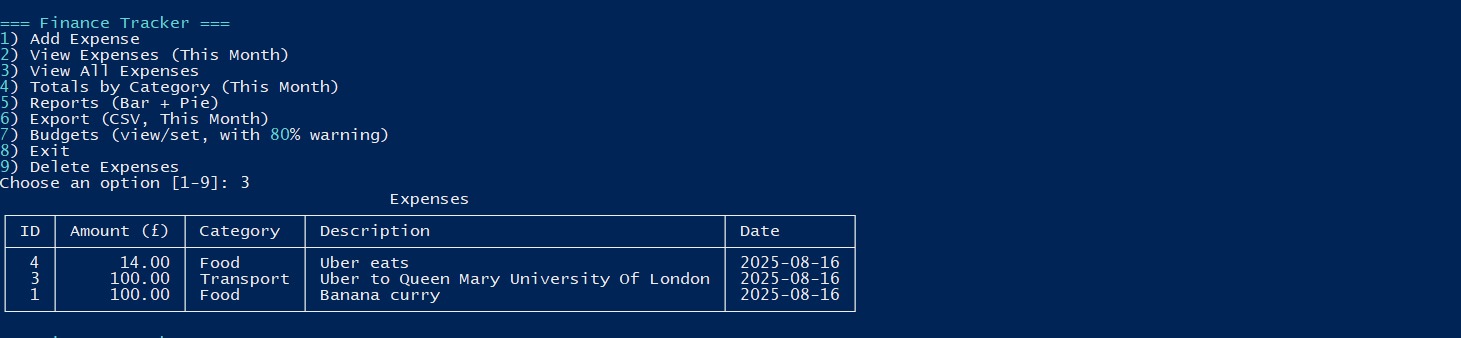 === Finance Tracker ===
1) Add Expense
2) View Expenses (This Month)
3) View All Expenses
4) Totals by Category (This Month)
5) Reports (Bar + Pie)
6) Export (CSV, This Month)
7) Budgets (view/set, with 80% warning)
8) Exit
9) Delete Expenses
Choose an option [1-9]: 3
Expenses
ID Amount (£) Category Description Date
4 14.00 Food Uber eats 2025-08-16
3 100.00 Transport Uber to Queen Mary University Of London 2025-08-16
1 100.00 Food Banana curry 2025-08-16